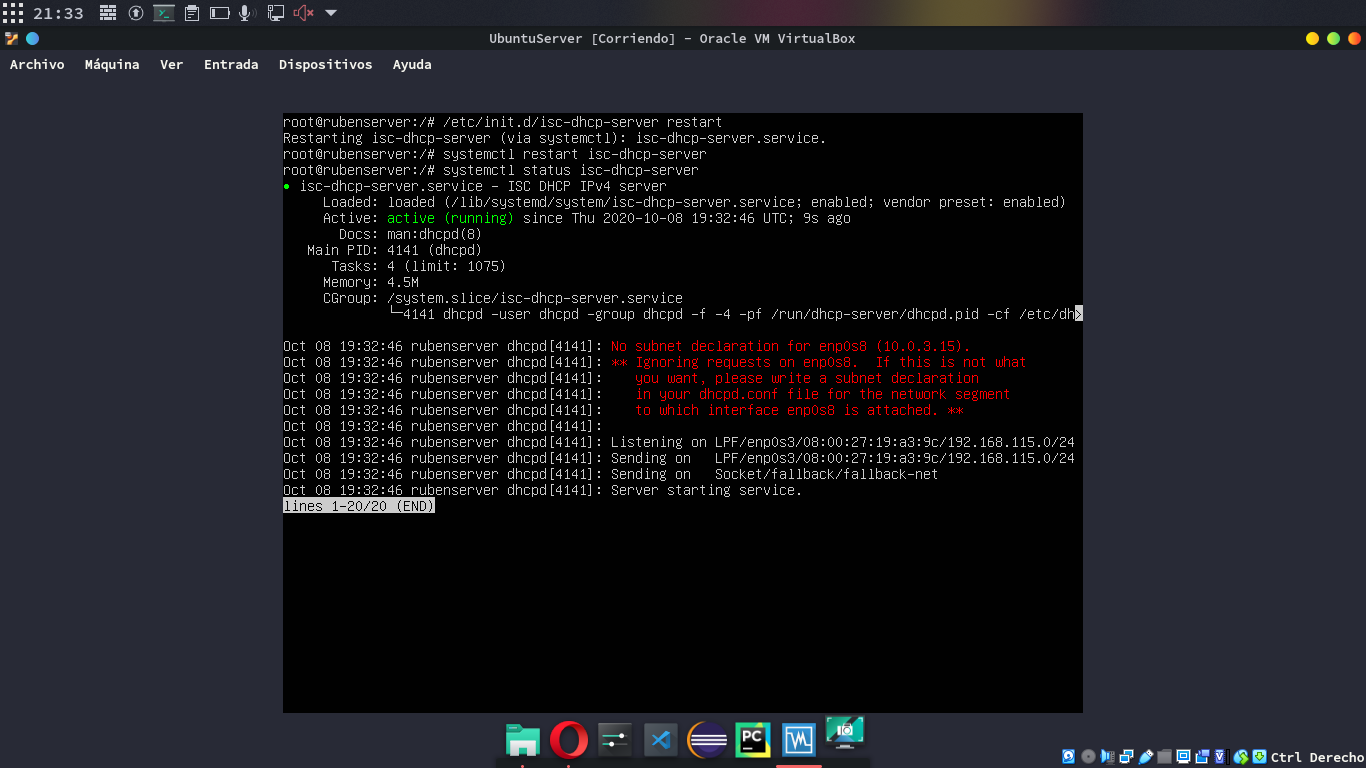 21:33
UbuntuServer [Corriendo] - Oracle VM VirtualBox
Archivo Máquina Ver Entrada Dispositivos Ayuda
root@rubenserver:/# /etc/init.d/isc-dhcp-server restart
Restarting isc-dhcp-server (via systemctl): isc-dhcp-server.service.
root@rubenserver:/# systemctl restart isc-dhcp-server
root@rubenserver:/# systemctl status isc-dhcp-server
● isc-dhcp-server.service - ISC DHCP IPv4 server
     Loaded: loaded (/lib/systemd/system/isc-dhcp-server.service; enabled; vendor preset: enabled)
     Active: active (running) since Thu 2020-10-08 19:32:46 UTC; 9s ago
       Docs: man:dhcpd(8)
   Main PID: 4141 (dhcpd)
      Tasks: 4 (limit: 1075)
     Memory: 4.5M
     CGroup: /system.slice/isc-dhcp-server.service
             └─4141 dhcpd -user dhcpd -group dhcpd -f -4 -pf /run/dhcp-server/dhcpd.pid -cf /etc/dh>
Oct 08 19:32:46 rubenserver dhcpd[4141]: No subnet declaration for enp0s8 (10.0.3.15).
Oct 08 19:32:46 rubenserver dhcpd[4141]: ** Ignoring requests on enp0s8.  If this is not what
Oct 08 19:32:46 rubenserver dhcpd[4141]:    you want, please write a subnet declaration
Oct 08 19:32:46 rubenserver dhcpd[4141]:    in your dhcpd.conf file for the network segment
Oct 08 19:32:46 rubenserver dhcpd[4141]:    to which interface enp0s8 is attached. **
Oct 08 19:32:46 rubenserver dhcpd[4141]:
Oct 08 19:32:46 rubenserver dhcpd[4141]: Listening on LPF/enp0s3/08:00:27:19:a3:9c/192.168.115.0/24
Oct 08 19:32:46 rubenserver dhcpd[4141]: Sending on   LPF/enp0s3/08:00:27:19:a3:9c/192.168.115.0/24
Oct 08 19:32:46 rubenserver dhcpd[4141]: Sending on   Socket/fallback/fallback-net
Oct 08 19:32:46 rubenserver dhcpd[4141]: Server starting service.
lines 1-20/20 (END)
PC
Ctrl Derecho